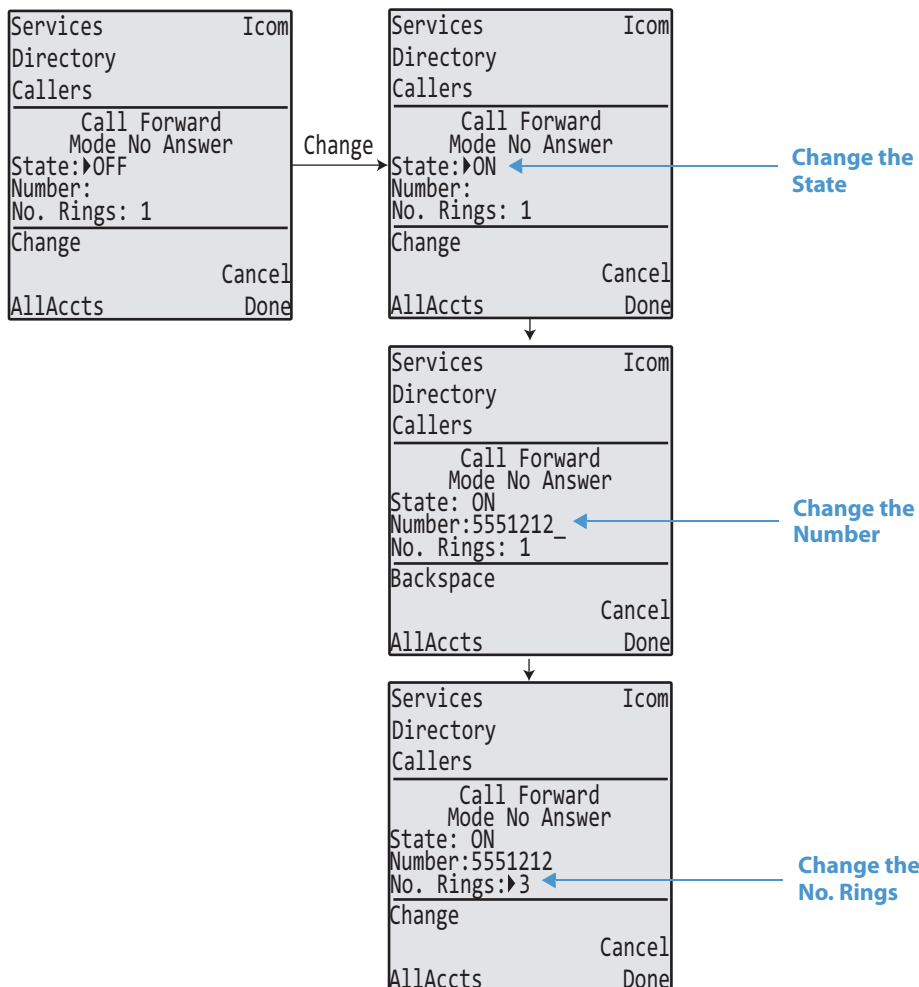 Services Icom
Directory
Callers
Call Forward
Mode No Answer
State:▶OFF
Number:
No. Rings: 1
Change
Cancel
AllAccts Done
Change
Services Icom
Directory
Callers
Call Forward
Mode No Answer
State:▶ON
Number:
No. Rings: 1
Change
Cancel
AllAccts Done
Change the
State
Services Icom
Directory
Callers
Call Forward
Mode No Answer
State: ON
Number:5551212_
No. Rings: 1
Backspace
Cancel
AllAccts Done
Change the
Number
Services Icom
Directory
Callers
Call Forward
Mode No Answer
State: ON
Number:5551212
No. Rings:▶3
Change
Cancel
AllAccts Done
Change the
No. Rings